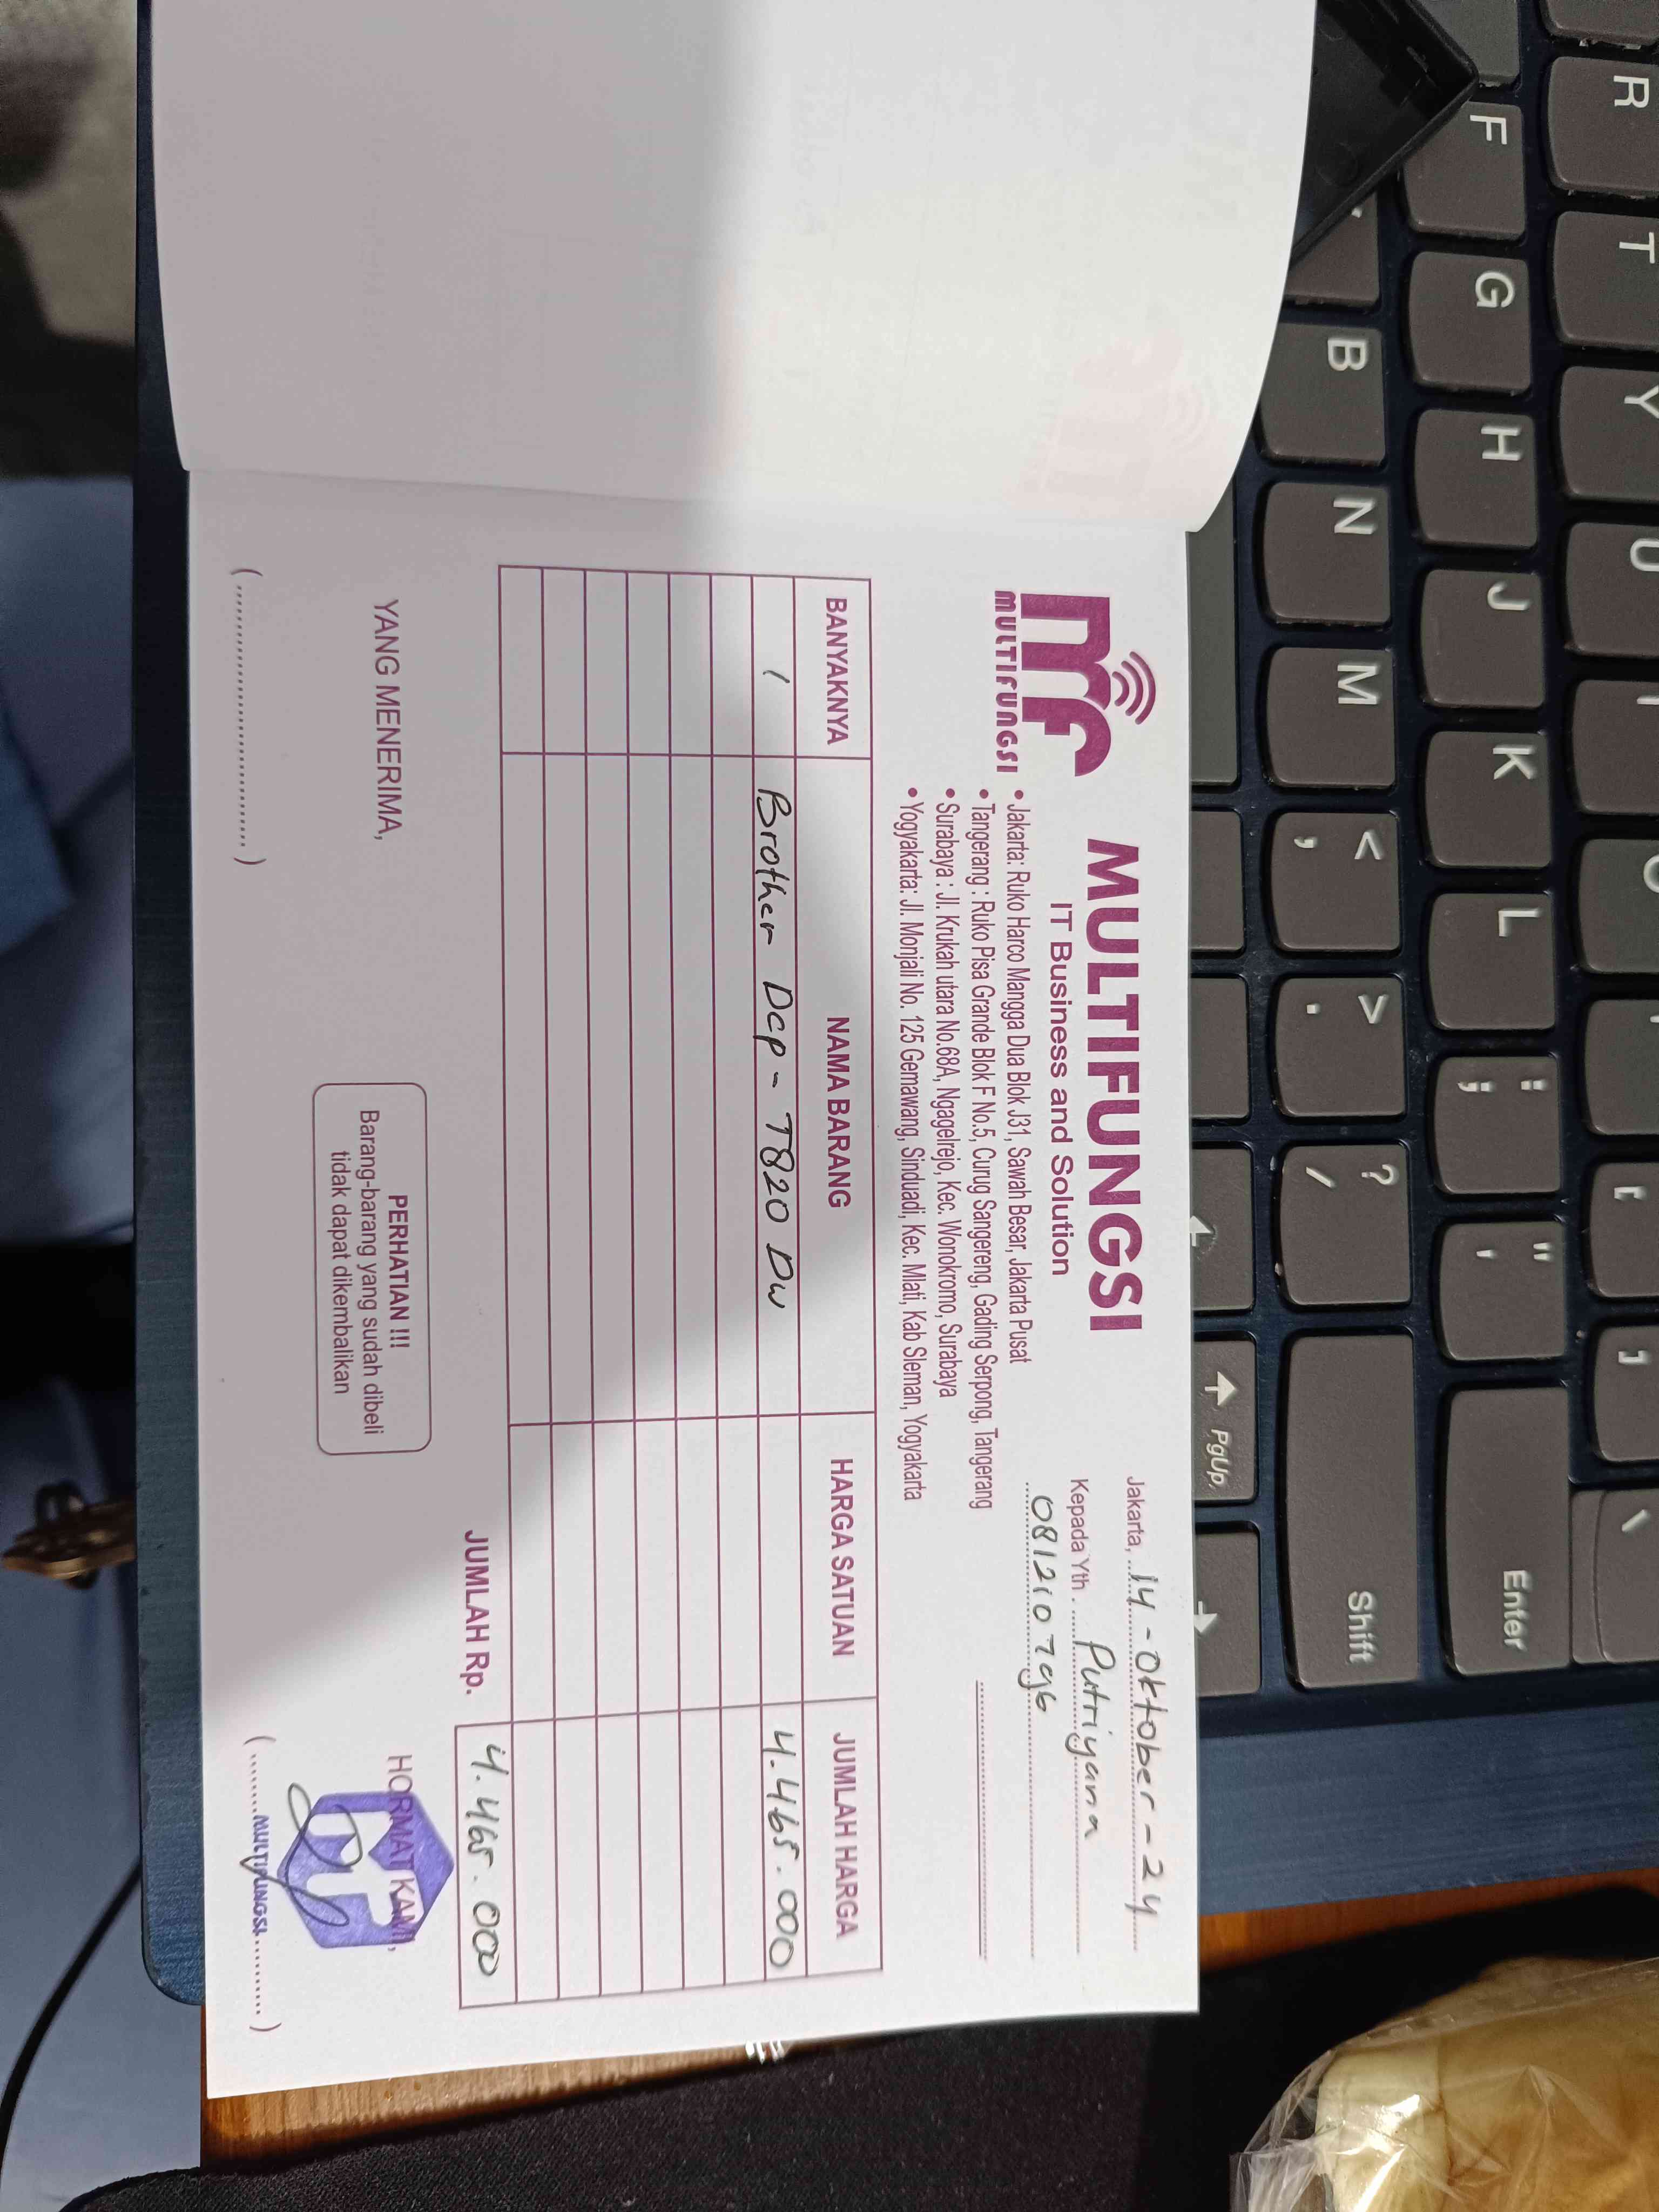 mf
MULTIFUNGSI
MULTIFUNGSI
IT Business and Solution
• Jakarta: Ruko Harco Mangga Dua Blok J31, Sawah Besar, Jakarta Pusat
• Tangerang : Ruko Pisa Grande Blok F No.5, Curug Sangereng, Gading Serpong, Tangerang
• Surabaya : Jl. Krukah utara No.68A, Ngagelrejo, Kec. Wonokromo, Surabaya
• Yogyakarta: Jl. Monjali No. 125 Gemawang, Sinduadi, Kec. Mlati, Kab Sleman, Yogyakarta
Jakarta, 14 - Oktober - 24
Kepada Yth. Putriyana
BANYAKNYA NAMA BARANG HARGA SATUAN JUMLAH HARGA
1 Brother Dcp - T820 Dw 4.465.000
JUMLAH Rp. 4.465.000
YANG MENERIMA,
PERHATIAN !!!
Barang-barang yang sudah dibeli
tidak dapat dikembalikan
HORMAT KAMI,
MULTIFUNGSI
R T Y U
F G H J K L : ; " ' Enter
B N M < , > . ? / Shift
PgUp